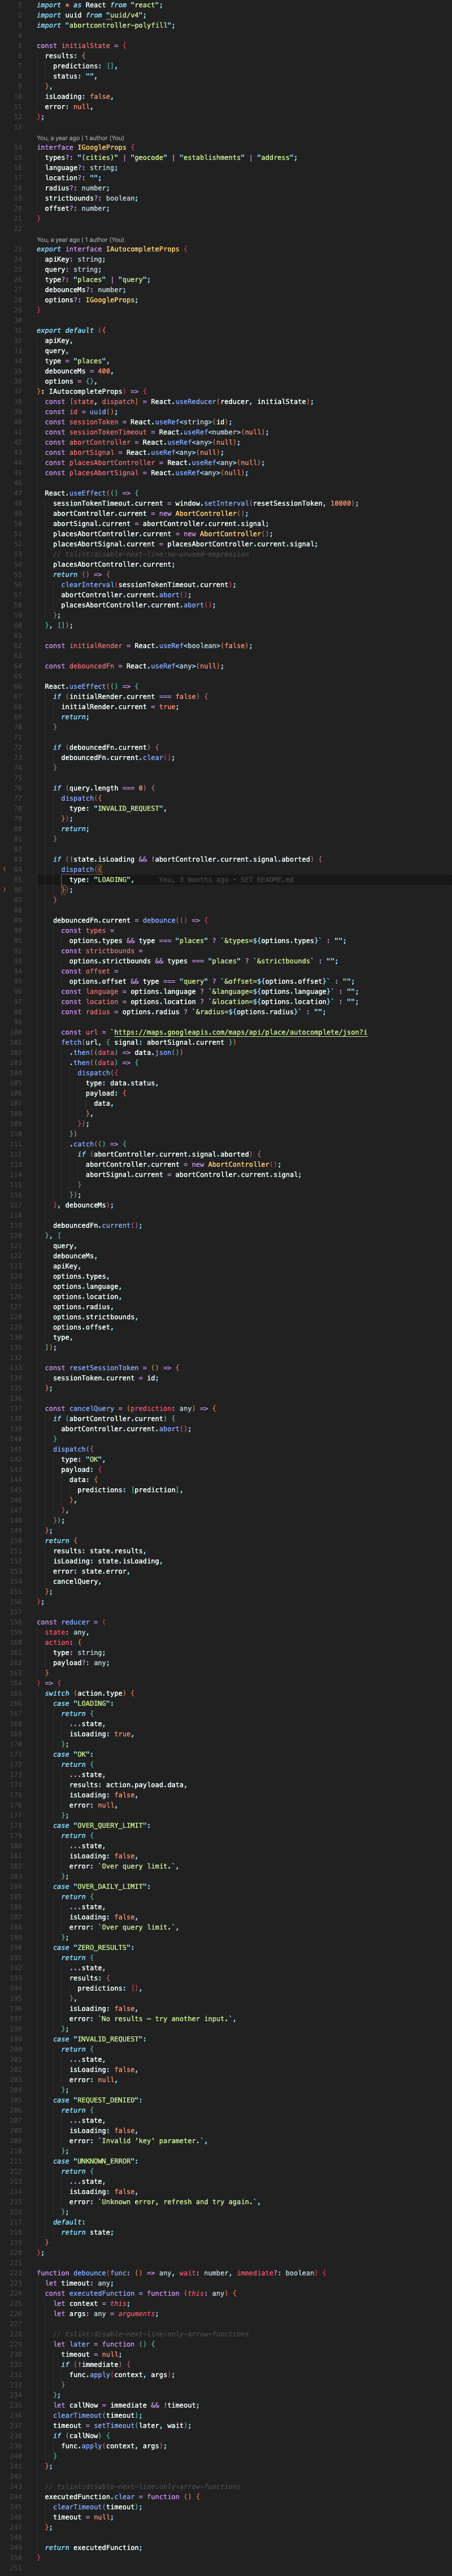 1 import * as React from "react";
2 import uuid from "uuid/v4";
3 import "abortcontroller-polyfill";
4
5 const initialState = {
6 results: {
7 predictions: [],
8 status: "",
9 },
10 isLoading: false,
11 error: null,
12 };
13
You, a year ago | 1 author (You)
14 interface IGoogleProps {
15 types?: "(cities)" | "geocode" | "establishments" | "address";
16 language?: string;
17 location?: "";
18 radius?: number;
19 strictbounds?: boolean;
20 offset?: number;
21 }
22
You, a year ago | 1 author (You)
23 export interface IAutocompleteProps {
24 apiKey: string;
25 query: string;
26 type?: "places" | "query";
27 debounceMs?: number;
28 options?: IGoogleProps;
29 }
30
31 export default ({
32 apiKey,
33 query,
34 type = "places",
35 debounceMs = 400,
36 options = {},
37 }: IAutocompleteProps) => {
38 const [state, dispatch] = React.useReducer(reducer, initialState);
39 const id = uuid();
40 const sessionToken = React.useRef<string>(id);
41 const sessionTokenTimeout = React.useRef<number>(null);
42 const abortController = React.useRef<any>(null);
43 const abortSignal = React.useRef<any>(null);
44 const placesAbortController = React.useRef<any>(null);
45 const placesAbortSignal = React.useRef<any>(null);
46
47 React.useEffect(() => {
48 sessionTokenTimeout.current = window.setInterval(resetSessionToken, 10000);
49 abortController.current = new AbortController();
50 abortSignal.current = abortController.current.signal;
51 placesAbortController.current = new AbortController();
52 placesAbortSignal.current = placesAbortController.current.signal;
53 // tslint:disable-next-line:no-unused-expression
54 placesAbortController.current;
55 return () => {
56 clearInterval(sessionTokenTimeout.current);
57 abortController.current.abort();
58 placesAbortController.current.abort();
59 };
60 }, []);
61
62 const initialRender = React.useRef<boolean>(false);
63
64 const debouncedFn = React.useRef<any>(null);
65
66 React.useEffect(() => {
67 if (initialRender.current === false) {
68 initialRender.current = true;
69 return;
70 }
71
72 if (debouncedFn.current) {
73 debouncedFn.current.clear();
74 }
75
76 if (query.length === 0) {
77 dispatch({
78 type: "INVALID_REQUEST",
79 });
80 return;
81 }
82
83 if (!state.isLoading && !abortController.current.signal.aborted) {
84 dispatch({
85 type: "LOADING", You, 3 months ago • SET README.md
86 });
87 }
88
89 debouncedFn.current = debounce(() => {
90 const types =
91 options.types && type === "places" ? `&types=${options.types}` : "";
92 const strictbounds =
93 options.strictbounds && types === "places" ? `&strictbounds` : "";
94 const offset =
95 options.offset && type === "query" ? `&offset=${options.offset}` : "";
96 const language = options.language ? `&language=${options.language}` : "";
97 const location = options.location ? `&location=${options.location}` : "";
98 const radius = options.radius ? `&radius=${options.radius}` : "";
99
100 const url = `https://maps.googleapis.com/maps/api/place/autocomplete/json?i
101 fetch(url, { signal: abortSignal.current })
102 .then((data) => data.json())
103 .then((data) => {
104 dispatch({
105 type: data.status,
106 payload: {
107 data,
108 },
109 });
110 })
111 .catch(() => {
112 if (abortController.current.signal.aborted) {
113 abortController.current = new AbortController();
114 abortSignal.current = abortController.current.signal;
115 }
116 });
117 }, debounceMs);
118
119 debouncedFn.current();
120 }, [
121 query,
122 debounceMs,
123 apiKey,
124 options.types,
125 options.language,
126 options.location,
127 options.radius,
128 options.strictbounds,
129 options.offset,
130 type,
131 ]);
132
133 const resetSessionToken = () => {
134 sessionToken.current = id;
135 };
136
137 const cancelQuery = (prediction: any) => {
138 if (abortController.current) {
139 abortController.current.abort();
140 }
141 dispatch({
142 type: "OK",
143 payload: {
144 data: {
145 predictions: [prediction],
146 },
147 },
148 });
149 };
150 return {
151 results: state.results,
152 isLoading: state.isLoading,
153 error: state.error,
154 cancelQuery,
155 };
156 };
157
158 const reducer = (
159 state: any,
160 action: {
161 type: string;
162 payload?: any;
163 }
164 ) => {
165 switch (action.type) {
166 case "LOADING":
167 return {
168 ...state,
169 isLoading: true,
170 };
171 case "OK":
172 return {
173 ...state,
174 results: action.payload.data,
175 isLoading: false,
176 error: null,
177 };
178 case "OVER_QUERY_LIMIT":
179 return {
180 ...state,
181 isLoading: false,
182 error: `Over query limit.`,
183 };
184 case "OVER_DAILY_LIMIT":
185 return {
186 ...state,
187 isLoading: false,
188 error: `Over query limit.`,
189 };
190 case "ZERO_RESULTS":
191 return {
192 ...state,
193 results: {
194 predictions: [],
195 },
196 isLoading: false,
197 error: `No results — try another input.`,
198 };
199 case "INVALID_REQUEST":
200 return {
201 ...state,
202 isLoading: false,
203 error: null,
204 };
205 case "REQUEST_DENIED":
206 return {
207 ...state,
208 isLoading: false,
209 error: `Invalid 'key' parameter.`,
210 };
211 case "UNKNOWN_ERROR":
212 return {
213 ...state,
214 isLoading: false,
215 error: `Unknown error, refresh and try again.`,
216 };
217 default:
218 return state;
219 }
220 };
221
222 function debounce(func: () => any, wait: number, immediate?: boolean) {
223 let timeout: any;
224 const executedFunction = function (this: any) {
225 let context = this;
226 let args: any = arguments;
227
228 // tslint:disable-next-line:only-arrow-functions
229 let later = function () {
230 timeout = null;
231 if (!immediate) {
232 func.apply(context, args);
233 }
234 };
235 let callNow = immediate && !timeout;
236 clearTimeout(timeout);
237 timeout = setTimeout(later, wait);
238 if (callNow) {
239 func.apply(context, args);
240 }
241 };
242
243 // tslint:disable-next-line:only-arrow-functions
244 executedFunction.clear = function () {
245 clearTimeout(timeout);
246 timeout = null;
247 };
248
249 return executedFunction;
250 }
251